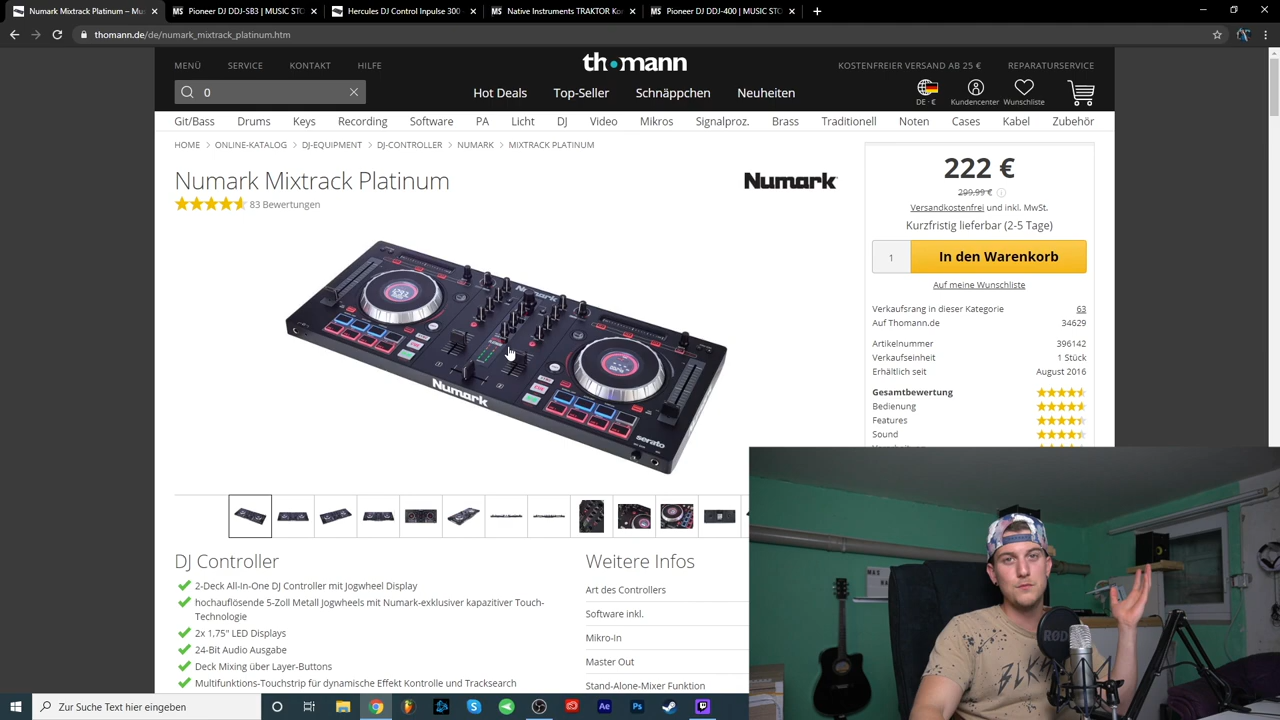 Numark Mixtrack Platinum – Mu
Pioneer DJ DDJ-SB3 | MUSIC STO
Hercules DJ Control Inpulse 300
Native Instruments TRAKTOR Ko
Pioneer DJ DDJ-400 | MUSIC STO
thomann.de/de/numark_mixtrack_platinum.htm
MENÜ SERVICE KONTAKT HILFE
th•mann
KOSTENFREIER VERSAND AB 25 € REPARATURSERVICE
0
Hot Deals Top-Seller Schnäppchen Neuheiten
DE · € Kundencenter Wunschliste
Git/Bass Drums Keys Recording Software PA Licht DJ Video Mikros Signalproz. Brass Traditionell Noten Cases Kabel Zubehör
HOME ONLINE-KATALOG DJ-EQUIPMENT DJ-CONTROLLER NUMARK MIXTRACK PLATINUM
Numark Mixtrack Platinum
Numark
83 Bewertungen
222 €
299,99 €
Versandkostenfrei und inkl. MwSt.
Kurzfristig lieferbar (2-5 Tage)
1 In den Warenkorb
Auf meine Wunschliste
Verkaufsrang in dieser Kategorie 63
Auf Thomann.de 34629
Artikelnummer 396142
Verkaufseinheit 1 Stück
Erhältlich seit August 2016
Gesamtbewertung
Bedienung
Features
Sound
Numark
Numark
serato
DJ Controller
2-Deck All-In-One DJ Controller mit Jogwheel Display
hochauflösende 5-Zoll Metall Jogwheels mit Numark-exklusiver kapazitiver Touch-
Technologie
2x 1,75" LED Displays
24-Bit Audio Ausgabe
Deck Mixing über Layer-Buttons
Multifunktions-Touchstrip für dynamische Effekt Kontrolle und Tracksearch
Weitere Infos
Art des Controllers
Software inkl.
Mikro-In
Master Out
Stand-Alone-Mixer Funktion
RØDE
Zur Suche Text hier eingeben